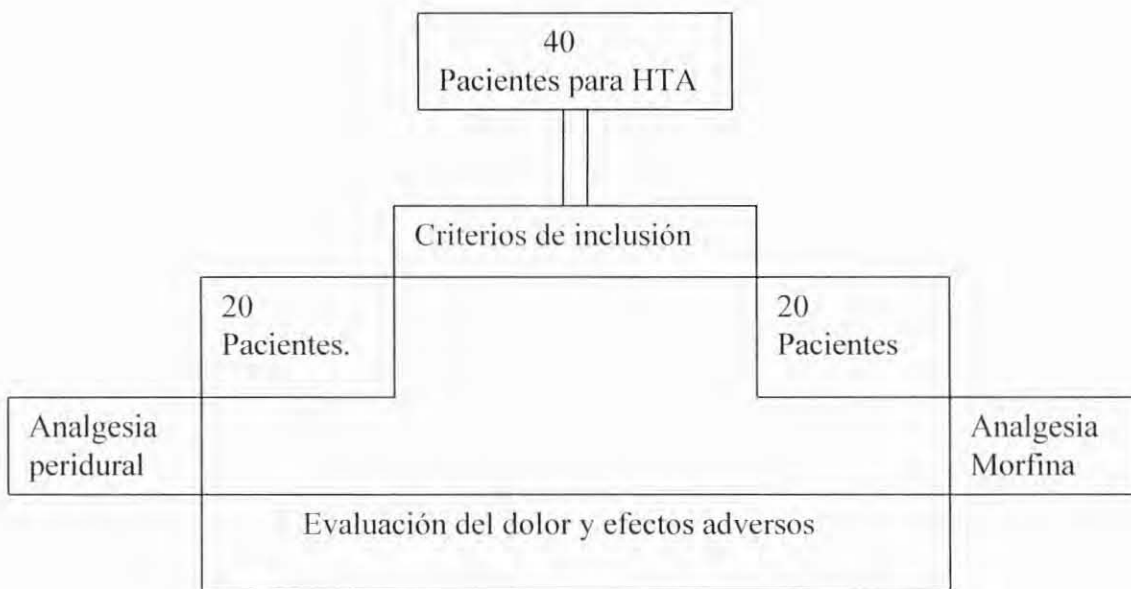 40
Pacientes para HTA
Criterios de inclusión
20
Pacientes.
20
Pacientes
Analgesia
peridural
Analgesia
Morfina
Evaluación del dolor y efectos adversos